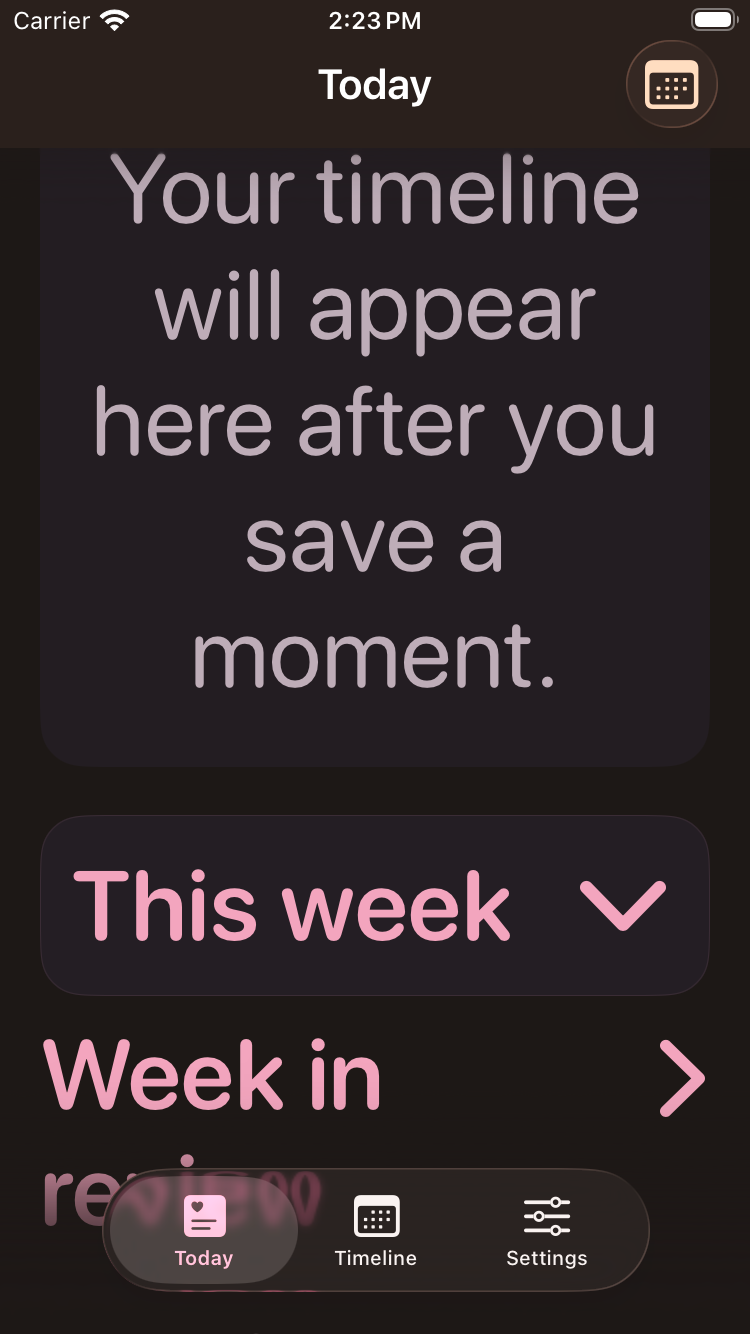 Carrier 2:23 PM
Today
Your timeline
will appear
here after you
save a
moment.
This week
Week in
review
Today Timeline Settings